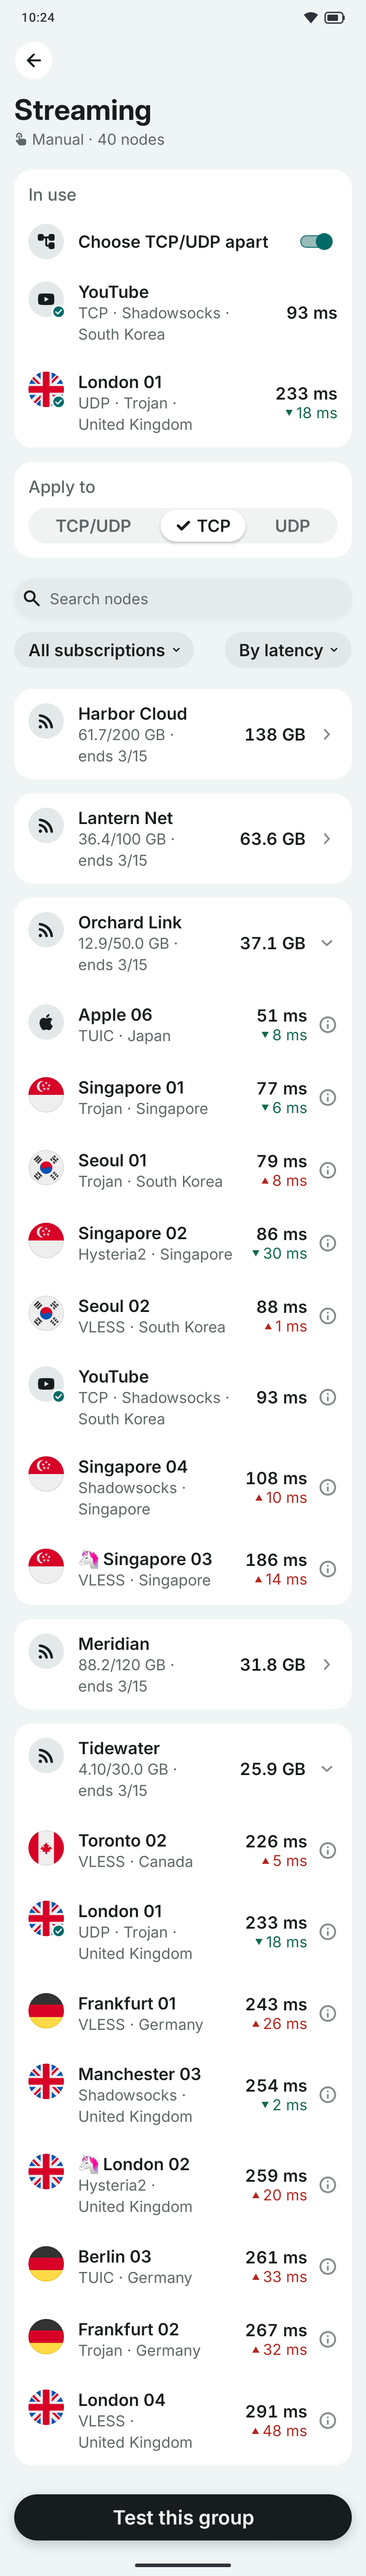 10:24
Streaming
Manual · 40 nodes
In use
Choose TCP/UDP apart
YouTube
TCP · Shadowsocks ·
South Korea
93 ms
London 01
UDP · Trojan ·
United Kingdom
233 ms
▼18 ms
Apply to
TCP/UDP
TCP
UDP
Search nodes
All subscriptions
By latency
Harbor Cloud
61.7/200 GB ·
ends 3/15
138 GB
Lantern Net
36.4/100 GB ·
ends 3/15
63.6 GB
Orchard Link
12.9/50.0 GB ·
ends 3/15
37.1 GB
Apple 06
TUIC · Japan
51 ms
▼8 ms
Singapore 01
Trojan · Singapore
77 ms
▼6 ms
Seoul 01
Trojan · South Korea
79 ms
▲8 ms
Singapore 02
Hysteria2 · Singapore
86 ms
▼30 ms
Seoul 02
VLESS · South Korea
88 ms
▲1 ms
YouTube
TCP · Shadowsocks ·
South Korea
93 ms
Singapore 04
Shadowsocks ·
Singapore
108 ms
▲10 ms
🦄 Singapore 03
VLESS · Singapore
186 ms
▲14 ms
Meridian
88.2/120 GB ·
ends 3/15
31.8 GB
Tidewater
4.10/30.0 GB ·
ends 3/15
25.9 GB
Toronto 02
VLESS · Canada
226 ms
▲5 ms
London 01
UDP · Trojan ·
United Kingdom
233 ms
▼18 ms
Frankfurt 01
VLESS · Germany
243 ms
▲26 ms
Manchester 03
Shadowsocks ·
United Kingdom
254 ms
▼2 ms
🦄 London 02
Hysteria2 ·
United Kingdom
259 ms
▲20 ms
Berlin 03
TUIC · Germany
261 ms
▲33 ms
Frankfurt 02
Trojan · Germany
267 ms
▲32 ms
London 04
VLESS ·
United Kingdom
291 ms
▲48 ms
Test this group